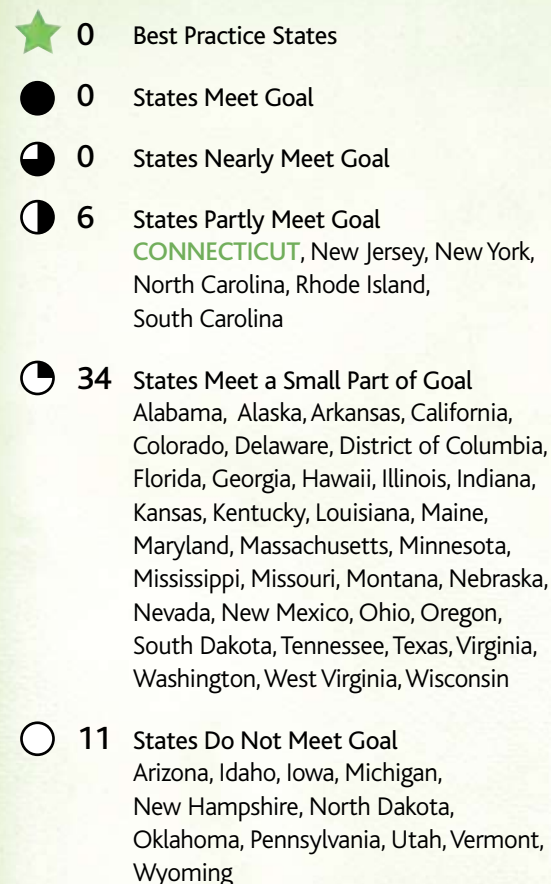 0 Best Practice States
0 States Meet Goal
0 States Nearly Meet Goal
6 States Partly Meet Goal
CONNECTICUT, New Jersey, New York,
North Carolina, Rhode Island,
South Carolina
34 States Meet a Small Part of Goal
Alabama, Alaska, Arkansas, California,
Colorado, Delaware, District of Columbia,
Florida, Georgia, Hawaii, Illinois, Indiana,
Kansas, Kentucky, Louisiana, Maine,
Maryland, Massachusetts, Minnesota,
Mississippi, Missouri, Montana, Nebraska,
Nevada, New Mexico, Ohio, Oregon,
South Dakota, Tennessee, Texas, Virginia,
Washington, West Virginia, Wisconsin
11 States Do Not Meet Goal
Arizona, Idaho, Iowa, Michigan,
New Hampshire, North Dakota,
Oklahoma, Pennsylvania, Utah, Vermont,
Wyoming